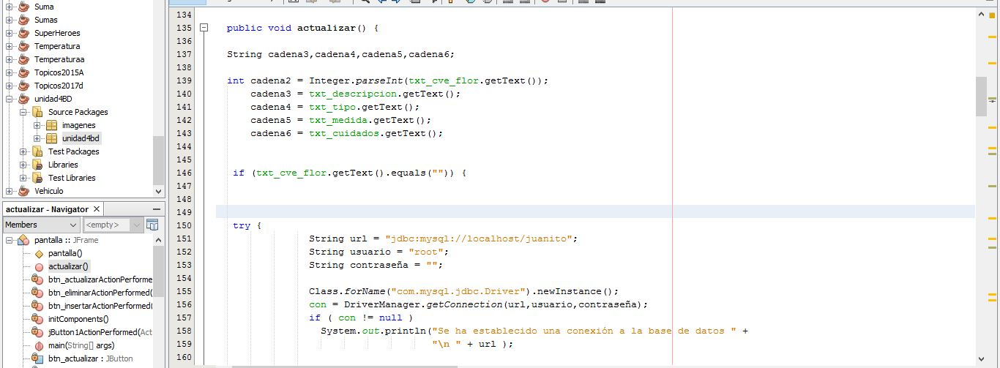 Suma
Sumas
SuperHeroes
Temperatura
Temperaturaa
Topicos2015A
Topicos2017d
unidad4BD
Source Packages
imagenes
unidad4bd
Test Packages
Libraries
Test Libraries
Vehiculo
actualizar - Navigator
Members
<empty>
pantalla :: JFrame
pantalla()
actualizar()
btn_actualizarActionPerforme
btn_eliminarActionPerformed(
btn_insertarActionPerformed(
initComponents()
jButton1ActionPerformed(Act
main(String[] args)
btn_actualizar : JButton
134
135 public void actualizar() {
136
137 String cadena3,cadena4,cadena5,cadena6;
138
139 int cadena2 = Integer.parseInt(txt_cve_flor.getText());
140 cadena3 = txt_descripcion.getText();
141 cadena4 = txt_tipo.getText();
142 cadena5 = txt_medida.getText();
143 cadena6 = txt_cuidados.getText();
144
145
146 if (txt_cve_flor.getText().equals("")) {
147
148
149
150 try {
151 String url = "jdbc:mysql://localhost/juanito";
152 String usuario = "root";
153 String contraseña = "";
154
155 Class.forName("com.mysql.jdbc.Driver").newInstance();
156 con = DriverManager.getConnection(url,usuario,contraseña);
157 if ( con != null )
158 System.out.println("Se ha establecido una conexión a la base de datos " +
159 "\n " + url );
160